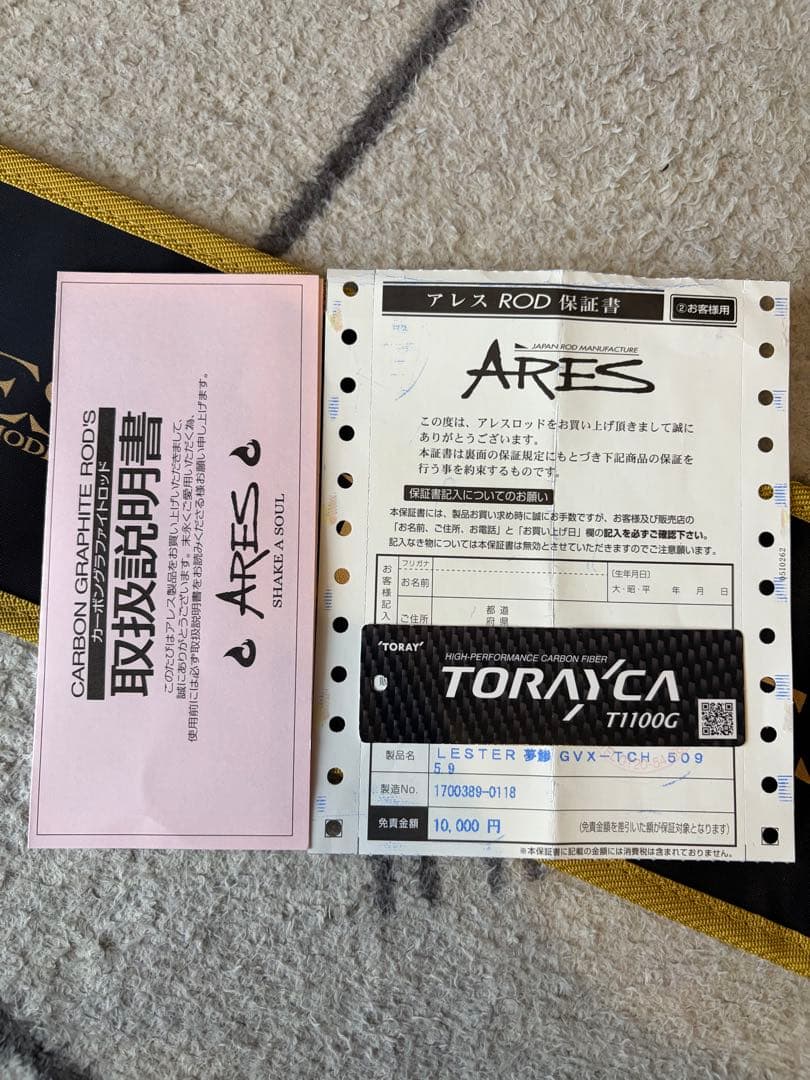 CARBON GRAPHITE ROD'S
カーボングラファイトロッド
取扱説明書
このたびはアレス製品をお買い上げいただきまして、
誠にありがとうございます。末永くご愛用いただく為、
使用前には必ず取扱説明書をお読みくださる様お願い申し上げます。
ARES
SHAKE A SOUL
アレス ROD 保証書
②お客様用
JAPAN ROD MANUFACTURE
ARES
この度は、アレスロッドをお買い上げ頂きまして誠に
ありがとうございます。
本証書は裏面の保証規定にもとづき下記商品の保証を
行う事を約束するものです。
保証書記入についてのお願い
本保証書には、製品お買い求め時に誠にお手数ですが、お客様及び販売店の
「お名前、ご住所、お電話」と「お買い上げ日」欄の記入を必ずご確認下さい。
記入なき物については本保証書は無効とさせていただきますのでご注意願います。
お客様記入
フリガナ
お名前
〔生年月日〕
大・昭・平 年 月 日
ご住所
都道
府県
'TORAY'
HIGH-PERFORMANCE CARBON FIBER
TORAYCA
T1100G
製品名
LESTER 夢鰺 GVX-TCH 509
5.9
製造No.
1700389-0118
免責金額
10,000 円
(免責金額を差引いた額が保証対象となります)
※本保証書に記載の金額には消費税は含まれておりません。